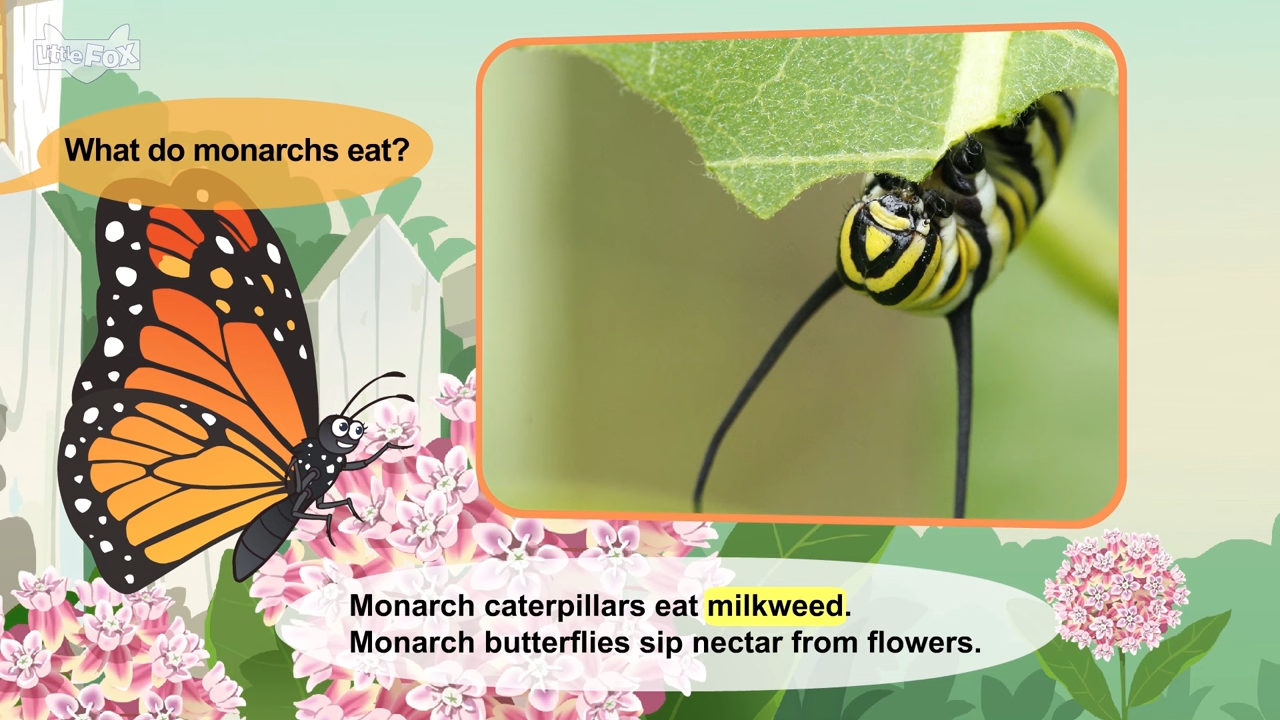 Little Fox
What do monarchs eat?
Monarch caterpillars eat milkweed.
Monarch butterflies sip nectar from flowers.